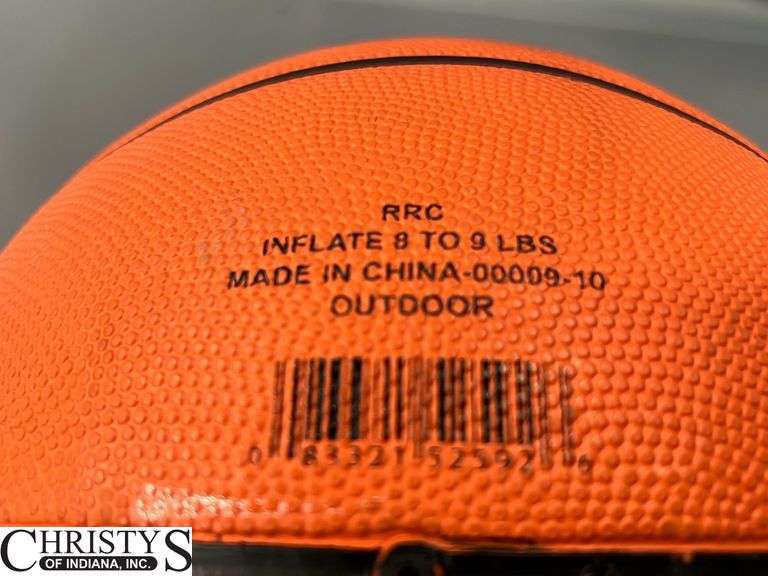 RRC
INFLATE 8 TO 9 LBS
MADE IN CHINA-00009-10
OUTDOOR
0 83321 52592 6
CHRISTYS
OF INDIANA, INC.